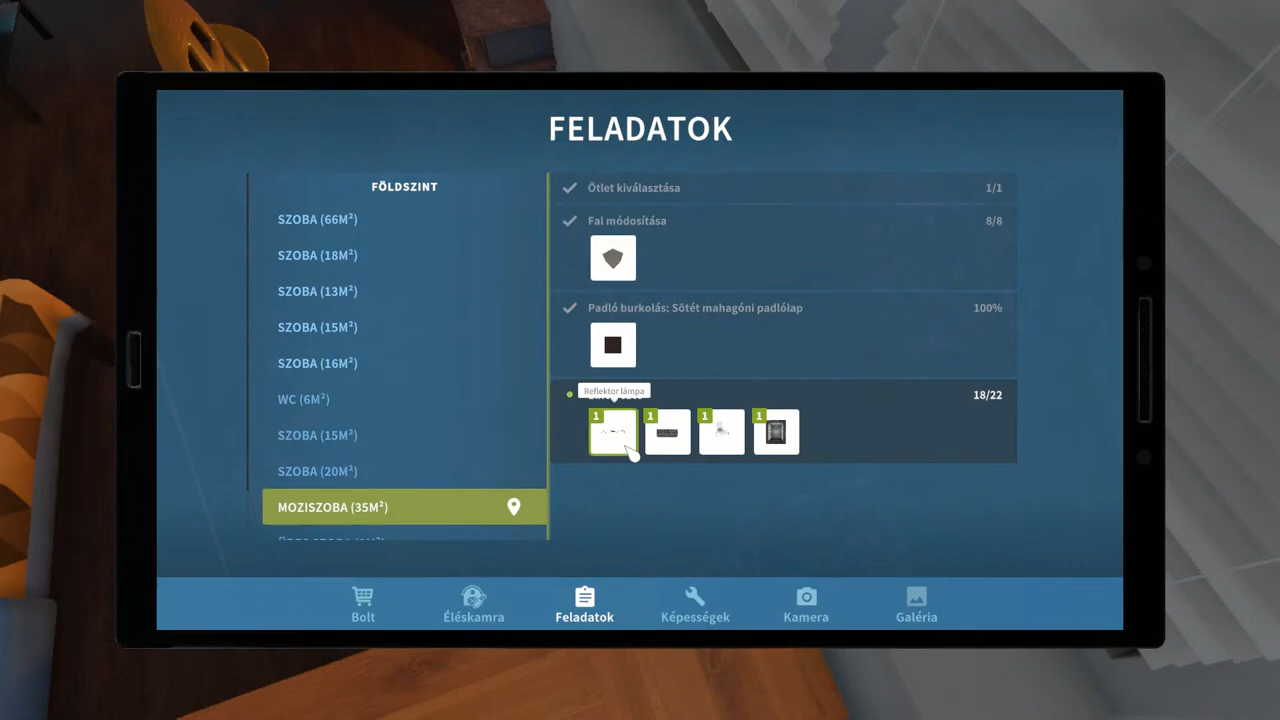 FELADATOK
FÖLDSZINT
SZOBA (66M²)
SZOBA (18M²)
SZOBA (13M²)
SZOBA (15M²)
SZOBA (16M²)
WC (6M²)
SZOBA (15M²)
SZOBA (20M²)
MOZISZOBA (35M²)
Ötlet kiválasztása 1/1
Fal módosítása 8/8
Padló burkolás: Sötét mahagóni padlólap 100%
Reflektor lámpa
18/22
1 1 1 1
Bolt Éléskamra Feladatok Képességek Kamera Galéria